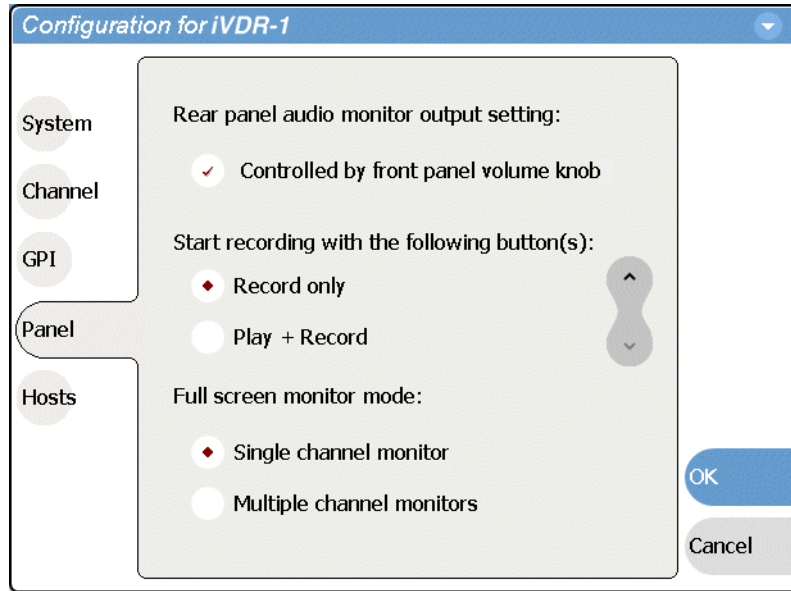 Configuration for iVDR-1
System
Channel
GPI
Panel
Hosts
Rear panel audio monitor output setting:
Controlled by front panel volume knob
Start recording with the following button(s):
Record only
Play + Record
Full screen monitor mode:
Single channel monitor
Multiple channel monitors
OK
Cancel